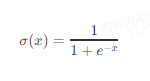 σ(x) = 1 / (1 + e^{-x})